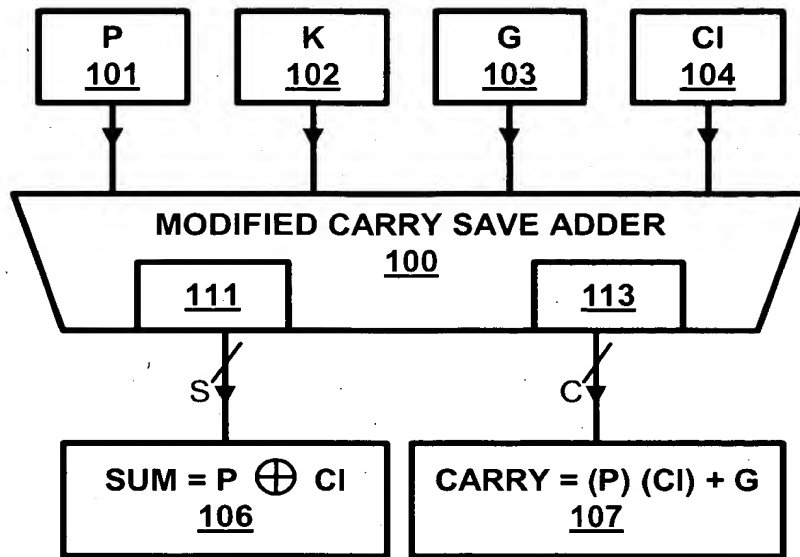 P
101
K
102
G
103
CI
104
MODIFIED CARRY SAVE ADDER
100
111
113
S
C
SUM = P ⊕ CI
106
CARRY = (P) (CI) + G
107